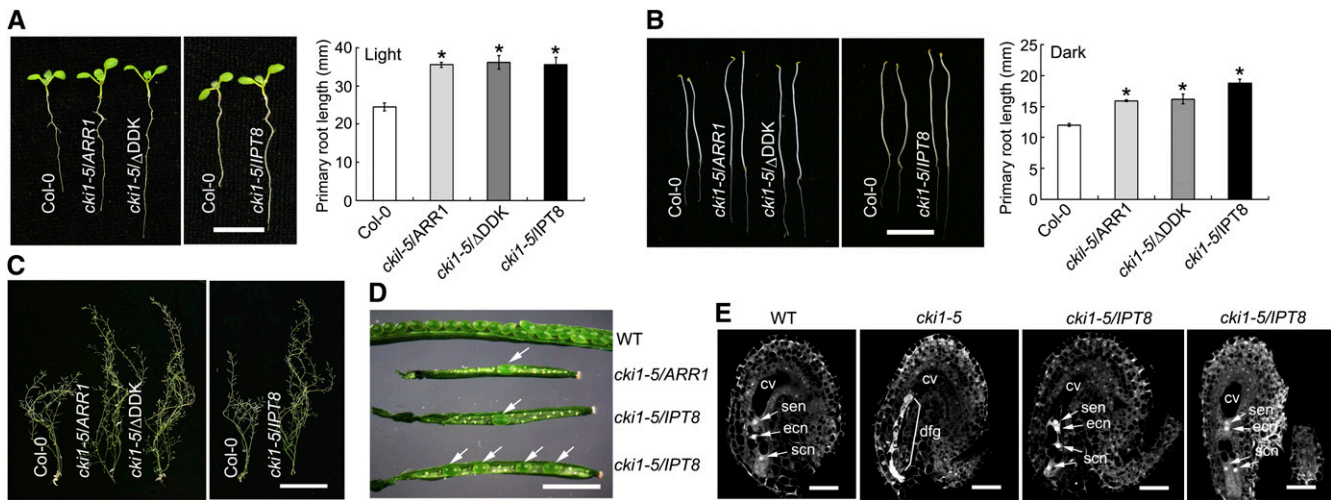 A
Col-0
cki1-5/ARR1
cki1-5/ΔDDK
Col-0
cki1-5/IPT8
Primary root length (mm)
40
30
20
10
0
Light
*
*
*
Col-0
ckil-5/ARR1
cki1-5/ΔDDK
cki1-5/IPT8
B
Col-0
cki1-5/ARR1
cki1-5/ΔDDK
Col-0
cki1-5/IPT8
Primary root length (mm)
25
20
15
10
5
0
Dark
*
*
*
Col-0
ckil-5/ARR1
cki1-5/ΔDDK
cki1-5/IPT8
C
Col-0
cki1-5/ARR1
cki1-5/ΔDDK
Col-0
cki1-5/IPT8
D
WT
cki1-5/ARR1
cki1-5/IPT8
cki1-5/IPT8
E
WT
cv
sen
ecn
scn
cki1-5
cv
dfg
cki1-5/IPT8
cv
sen
ecn
scn
cki1-5/IPT8
cv
sen
ecn
scn